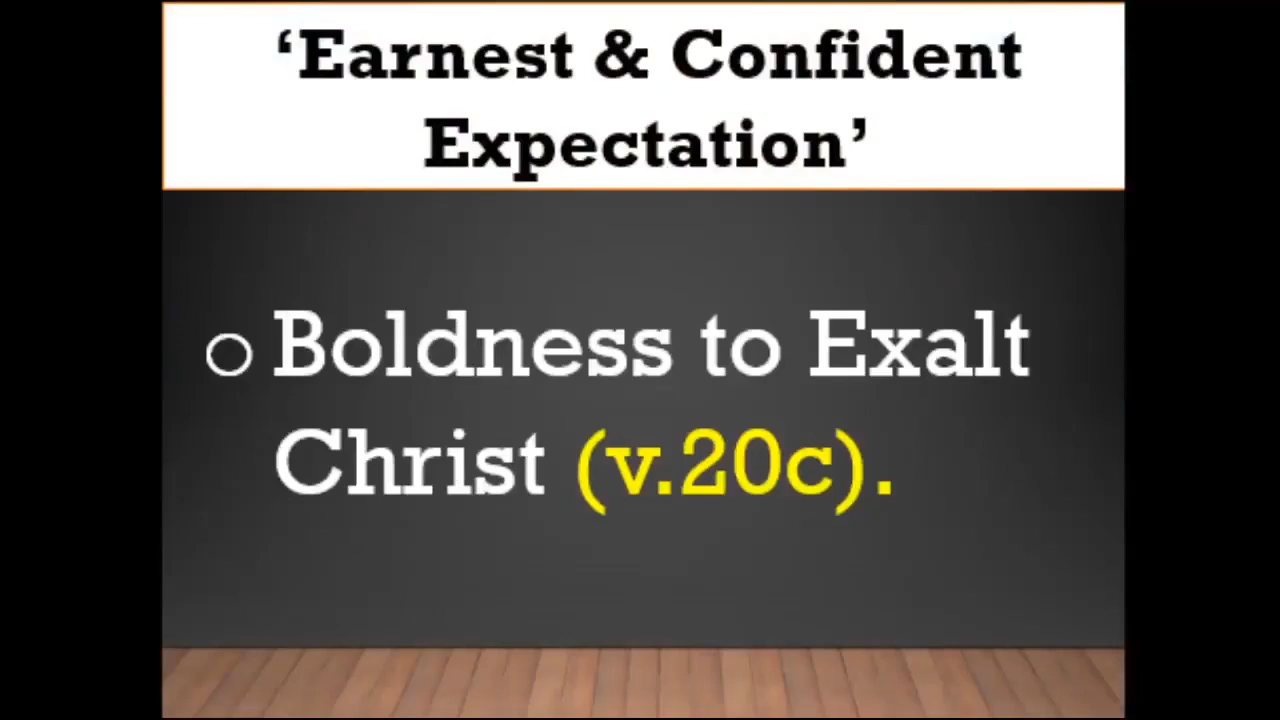 ‘Earnest & Confident
Expectation’
o Boldness to Exalt
Christ (v.20c).